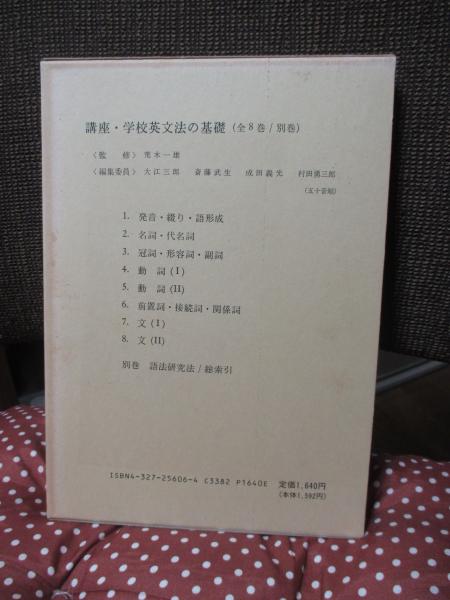 講座・学校英文法の基礎（全8巻/別巻）
〈監　修〉 荒木一雄
〈編集委員〉 大江三郎　斎藤武生　成田義光　村田勇三郎
（五十音順）
1. 発音・綴り・語形成
2. 名詞・代名詞
3. 冠詞・形容詞・副詞
4. 動　詞 (I)
5. 動　詞 (II)
6. 前置詞・接続詞・関係詞
7. 文 (I)
8. 文 (II)
別巻　語法研究法/総索引
ISBN4-327-25606-4 C3382 P1640E 定価1,640円
（本体1,592円）